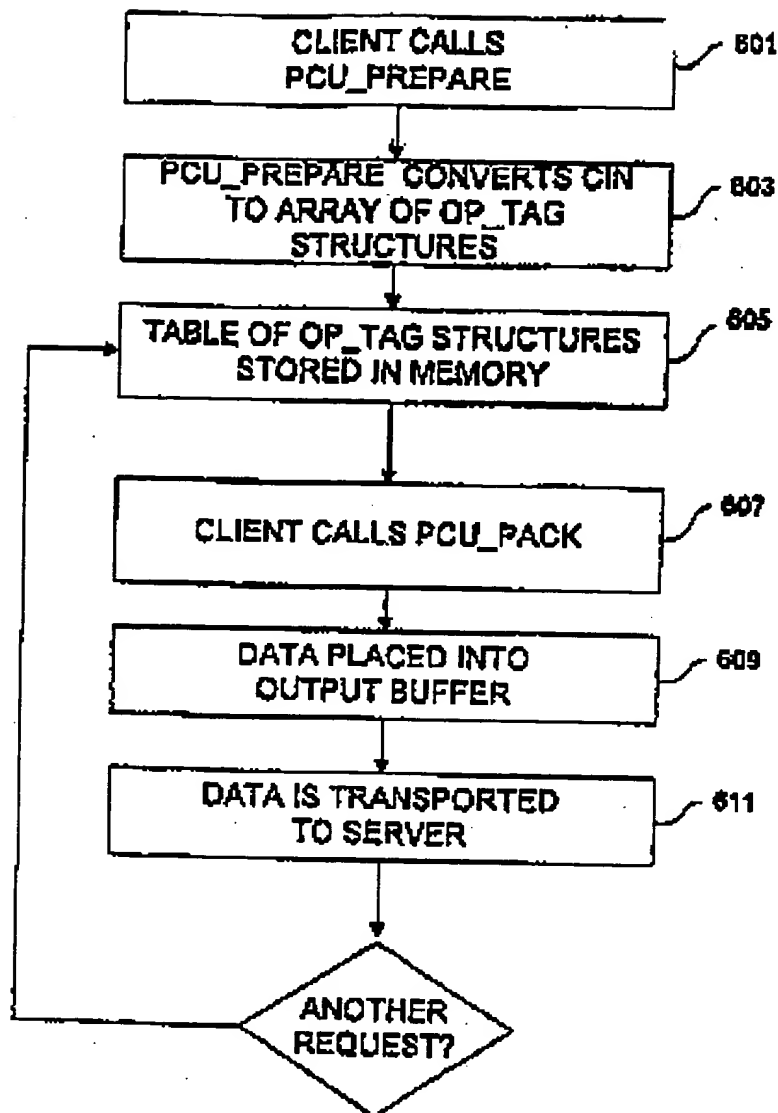 CLIENT CALLS
PCU_PREPARE
601
PCU_PREPARE CONVERTS CIN
TO ARRAY OF OP_TAG
STRUCTURES
603
TABLE OF OP_TAG STRUCTURES
STORED IN MEMORY
605
CLIENT CALLS PCU_PACK
607
DATA PLACED INTO
OUTPUT BUFFER
609
DATA IS TRANSPORTED
TO SERVER
611
ANOTHER
REQUEST?